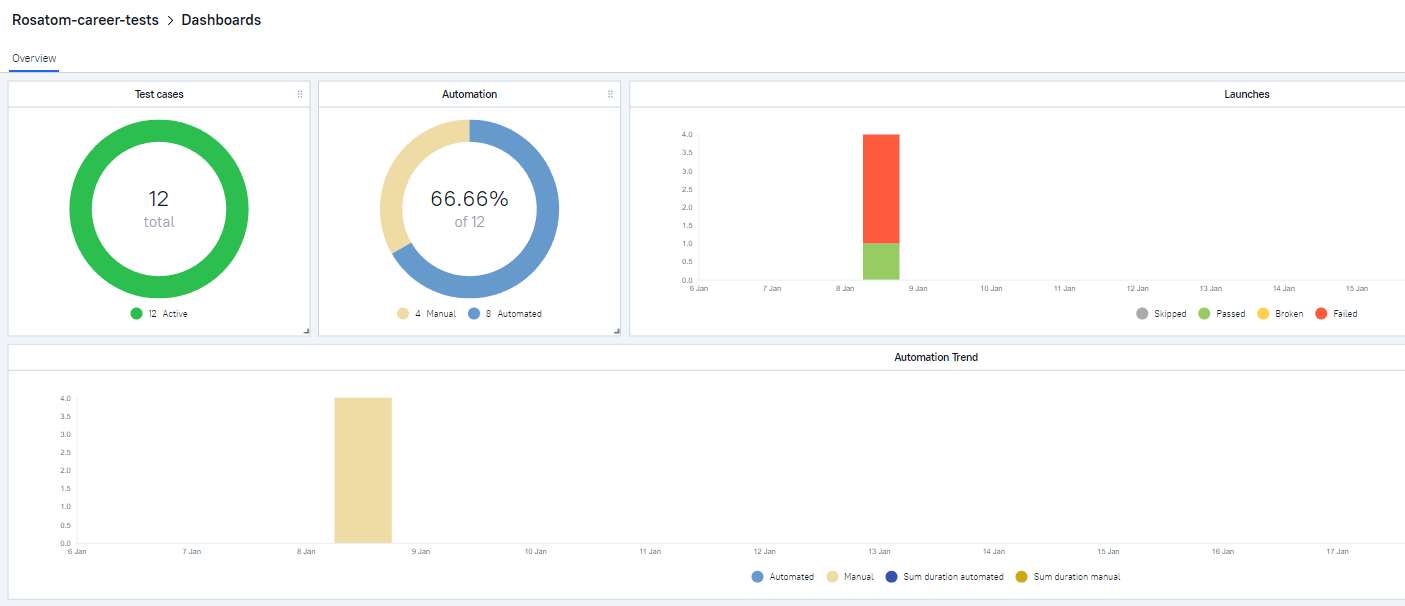 Rosatom-career-tests > Dashboards
Overview
Test cases
12
total
12 Active
Automation
66.66%
of 12
4 Manual 8 Automated
Launches
4.0
3.5
3.0
2.5
2.0
1.5
1.0
0.5
0.0
6 Jan 7 Jan 8 Jan 9 Jan 10 Jan 11 Jan 12 Jan 13 Jan 14 Jan 15 Jan
Skipped Passed Broken Failed
Automation Trend
4.0
3.5
3.0
2.5
2.0
1.5
1.0
0.5
0.0
6 Jan 7 Jan 8 Jan 9 Jan 10 Jan 11 Jan 12 Jan 13 Jan 14 Jan 15 Jan 16 Jan 17 Jan
Automated Manual Sum duration automated Sum duration manual